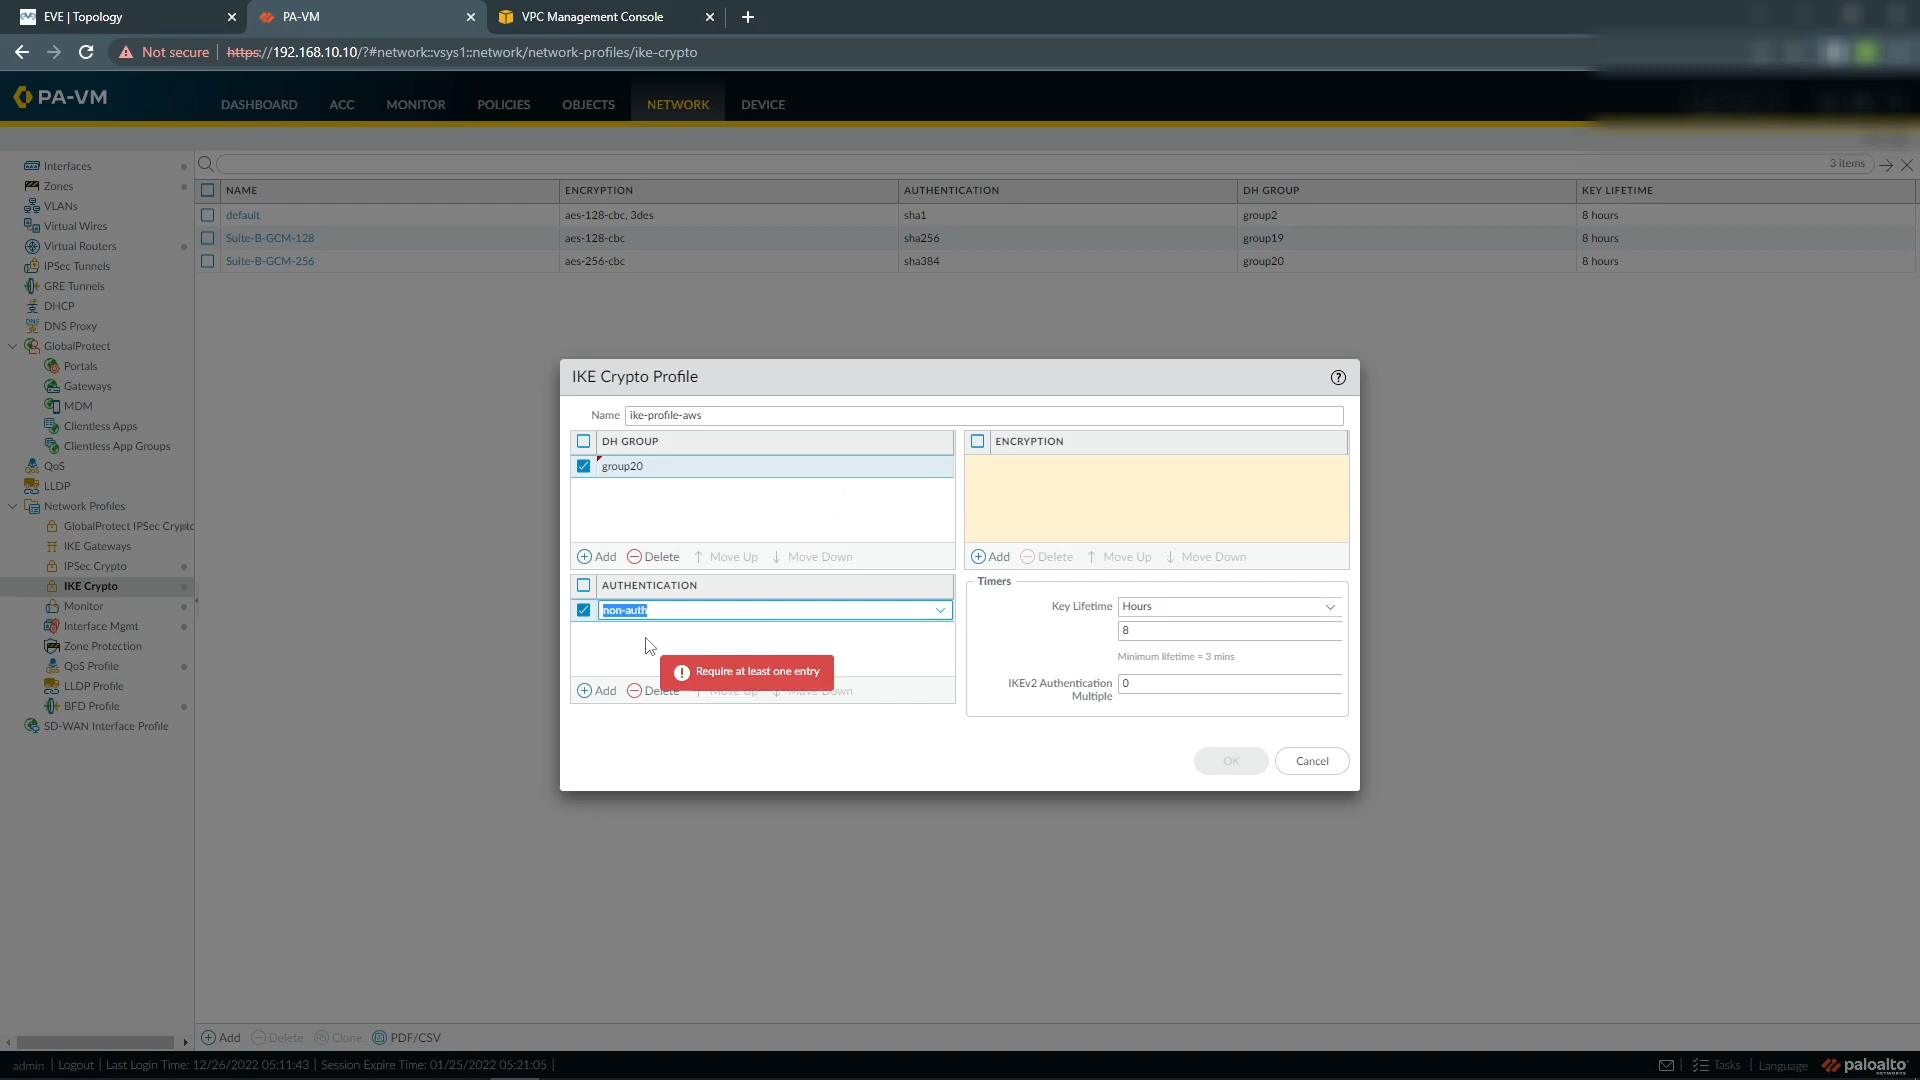 EVE | Topology
PA-VM
VPC Management Console
Not secure
https://192.168.10.10/?#network::vsys1::network/network-profiles/ike-crypto
PA-VM
DASHBOARD
ACC
MONITOR
POLICIES
OBJECTS
NETWORK
DEVICE
Interfaces
Zones
VLANs
Virtual Wires
Virtual Routers
IPSec Tunnels
GRE Tunnels
DHCP
DNS Proxy
GlobalProtect
Portals
Gateways
MDM
Clientless Apps
Clientless App Groups
QoS
LLDP
Network Profiles
GlobalProtect IPSec Crypto
IKE Gateways
IPSec Crypto
IKE Crypto
Monitor
Interface Mgmt
Zone Protection
QoS Profile
LLDP Profile
BFD Profile
SD-WAN Interface Profile
3 items
NAME ENCRYPTION AUTHENTICATION DH GROUP KEY LIFETIME
default aes-128-cbc, 3des sha1 group2 8 hours
Suite-B-GCM-128 aes-128-cbc sha256 group19 8 hours
Suite-B-GCM-256 aes-256-cbc sha384 group20 8 hours
IKE Crypto Profile
Name ike-profile-aws
DH GROUP
group20
Add Delete Move Up Move Down
ENCRYPTION
Add Delete Move Up Move Down
AUTHENTICATION
non-auth
Require at least one entry
Add Delete Move Up Move Down
Timers
Key Lifetime Hours
8
Minimum lifetime = 3 mins
IKEv2 Authentication 0
Multiple
OK
Cancel
Add Delete Clone PDF/CSV
admin | Logout | Last Login Time: 12/26/2022 05:11:43 | Session Expire Time: 01/25/2022 05:21:05 |
Tasks | Language
paloalto
NETWORKS